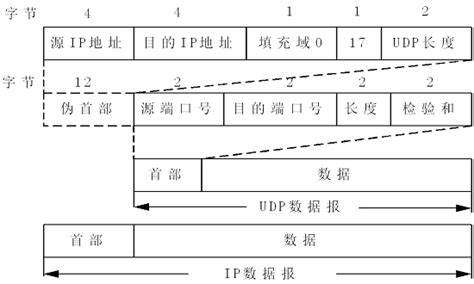 字节 4 4 1 1 2
源IP地址 目的IP地址 填充域0 17 UDP长度
字节 12 2 2 2 2
伪首部 源端口号 目的端口号 长度 检验和
首部 数据
UDP数据报
首部 数据
IP数据报